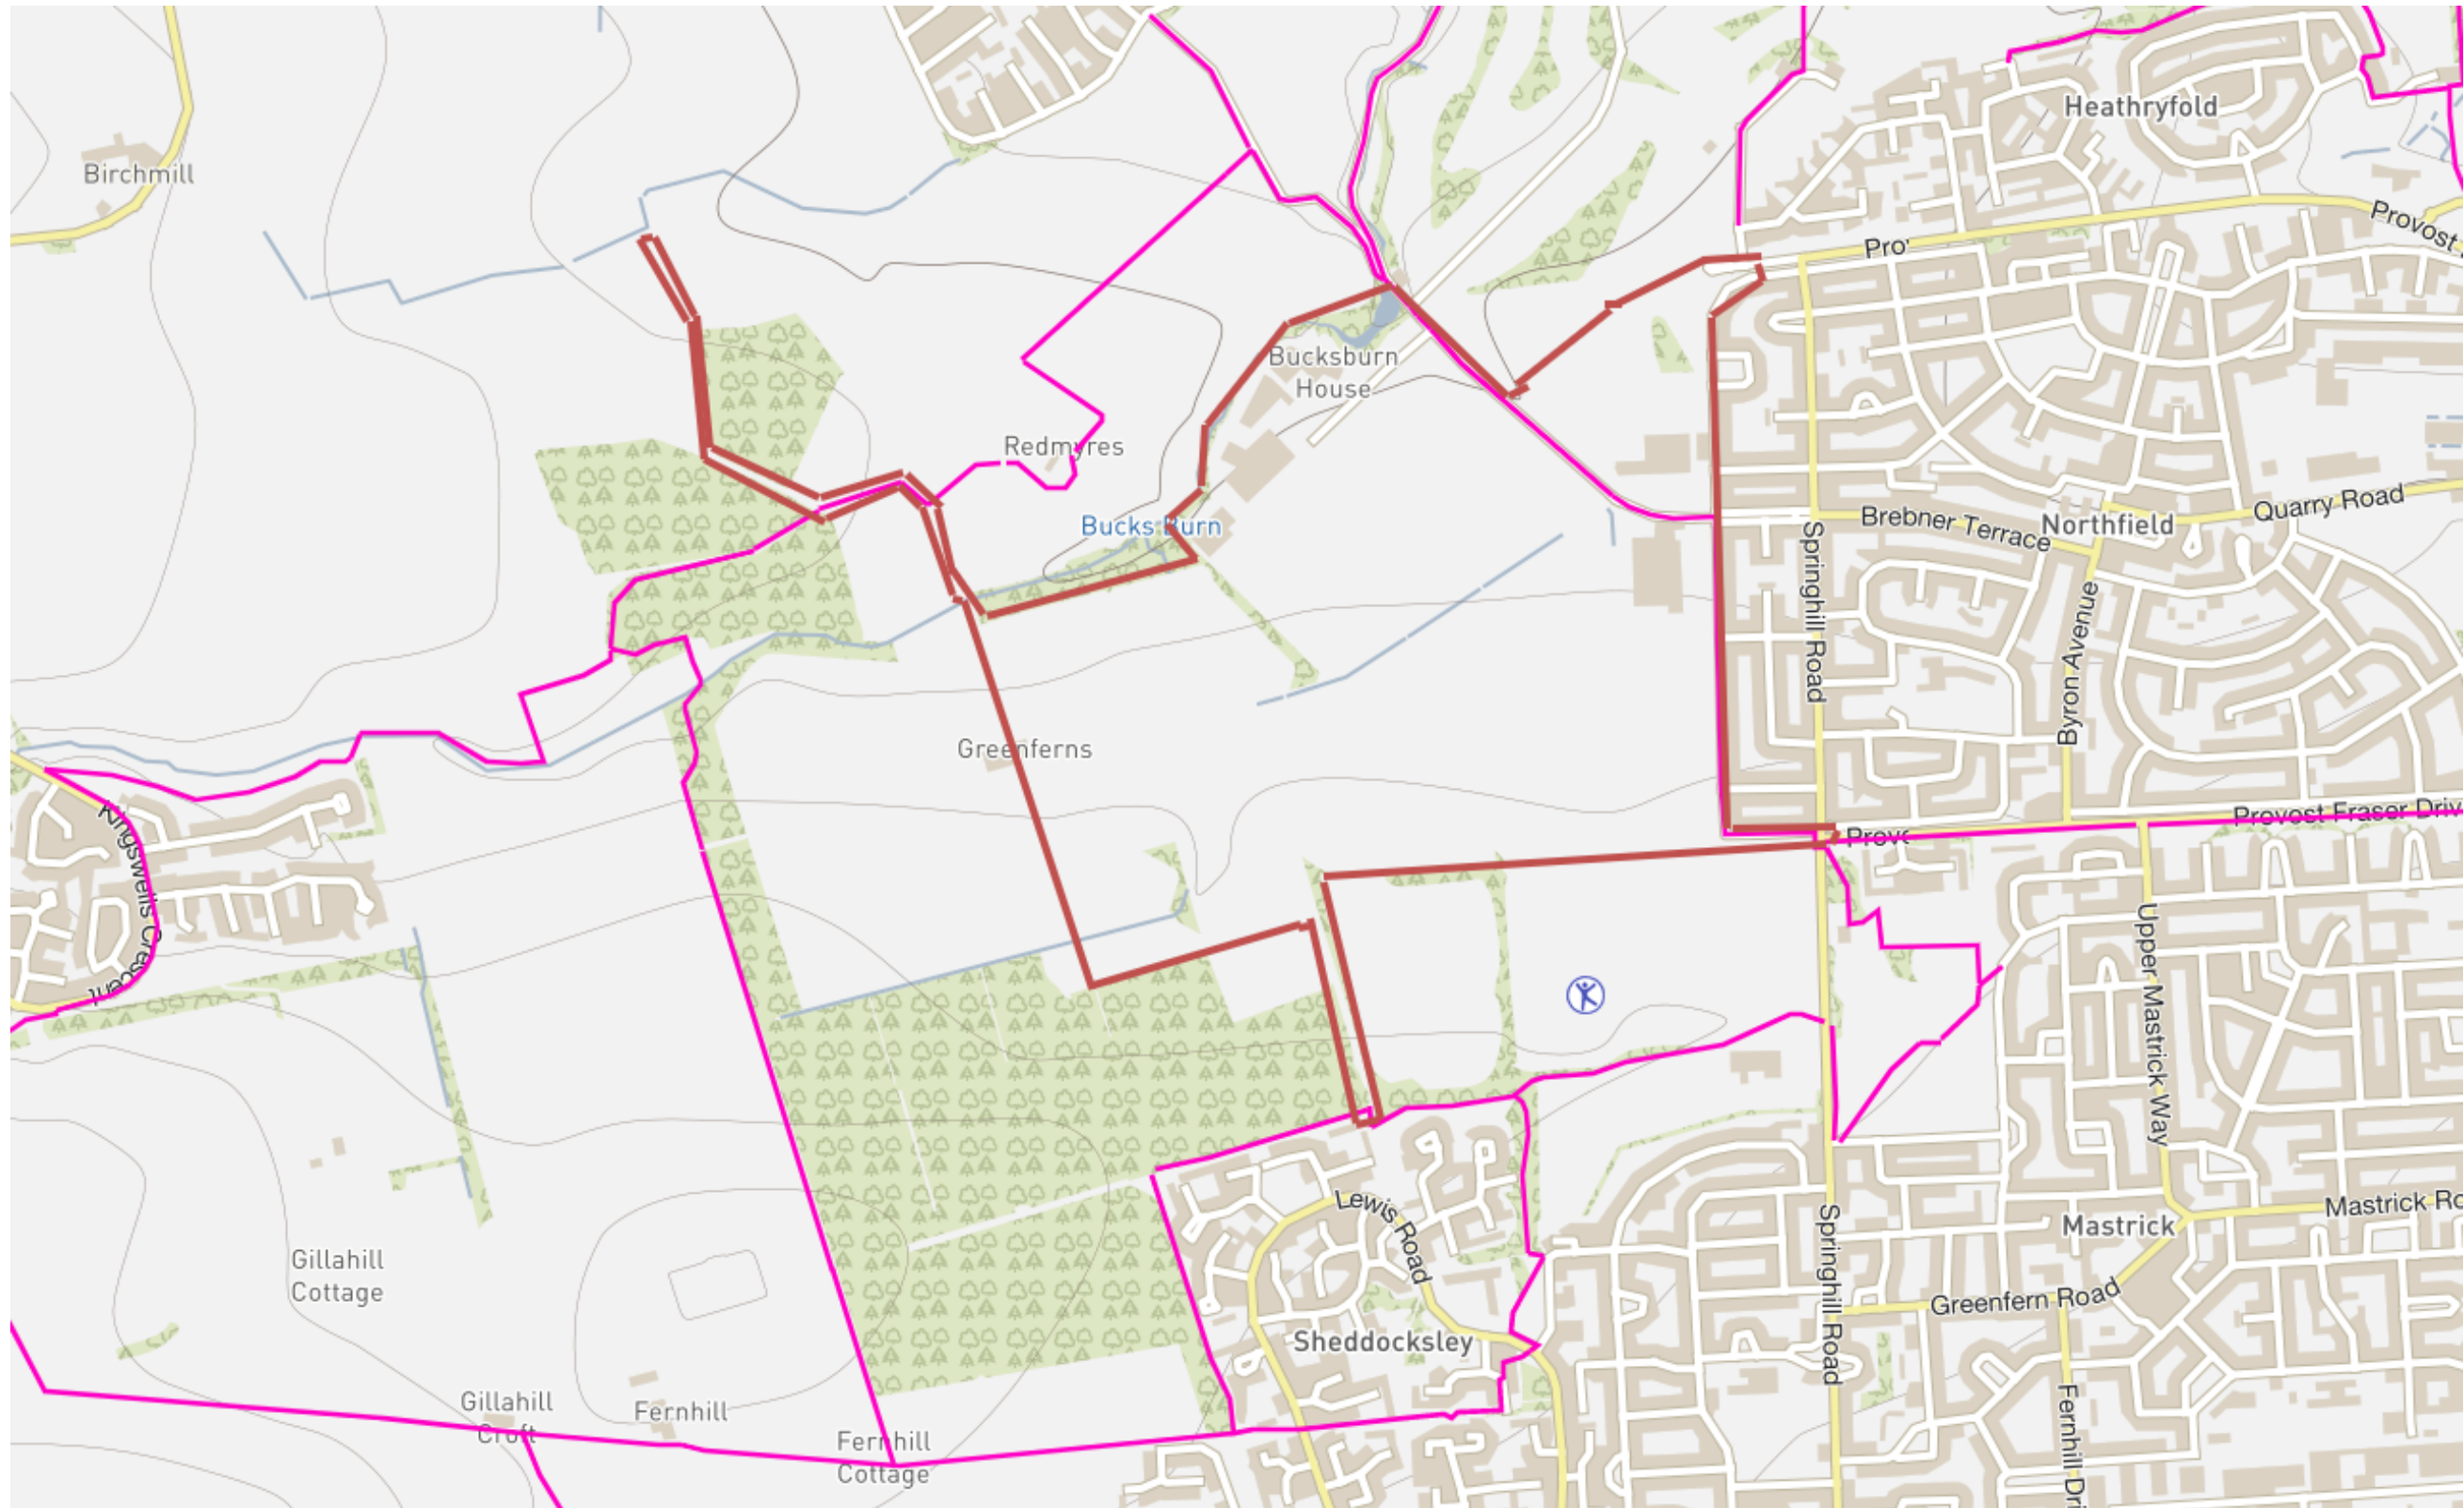 Heathryfold
Birchmill
Provost
Pro
Bucksburn
House
Redmyres
Quarry Road
Brebner Terrace
Northfield
Bucks Burn
Springhill Road
Byron Avenue
Greenferns
Provost Fraser Driv
Prov
Kingswells Crescent
Upper Mastrick Way
Lewis Road
Mastrick Ro
Mastrick
Gillahill
Cottage
Springhill Road
Greenfern Road
Sheddocksley
Gillahill
Croft
Fernhill
Fernhill
Cottage
Fernhill Dri